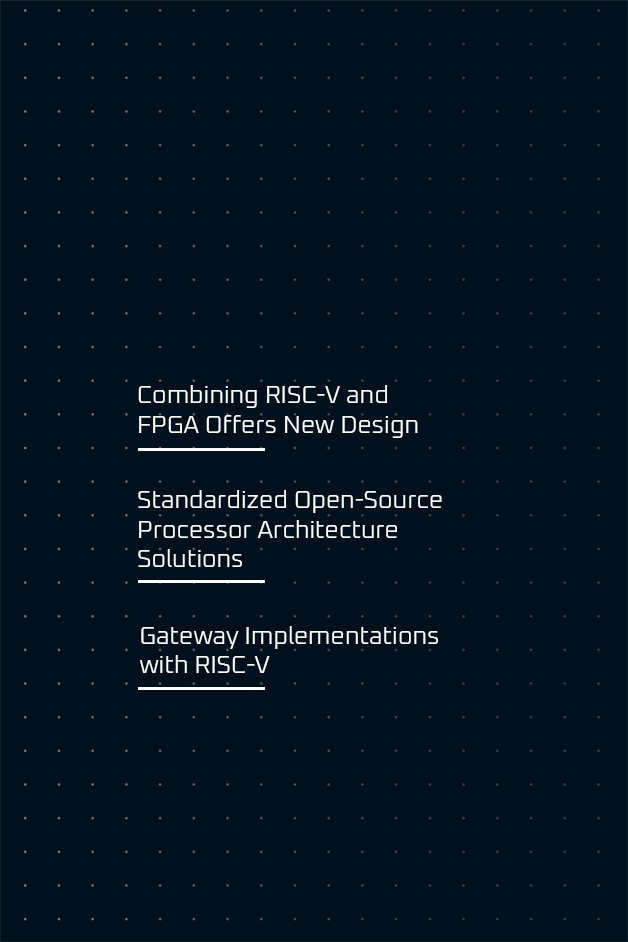 Combining RISC-V and
FPGA Offers New Design
Standardized Open-Source
Processor Architecture
Solutions
Gateway Implementations
with RISC-V